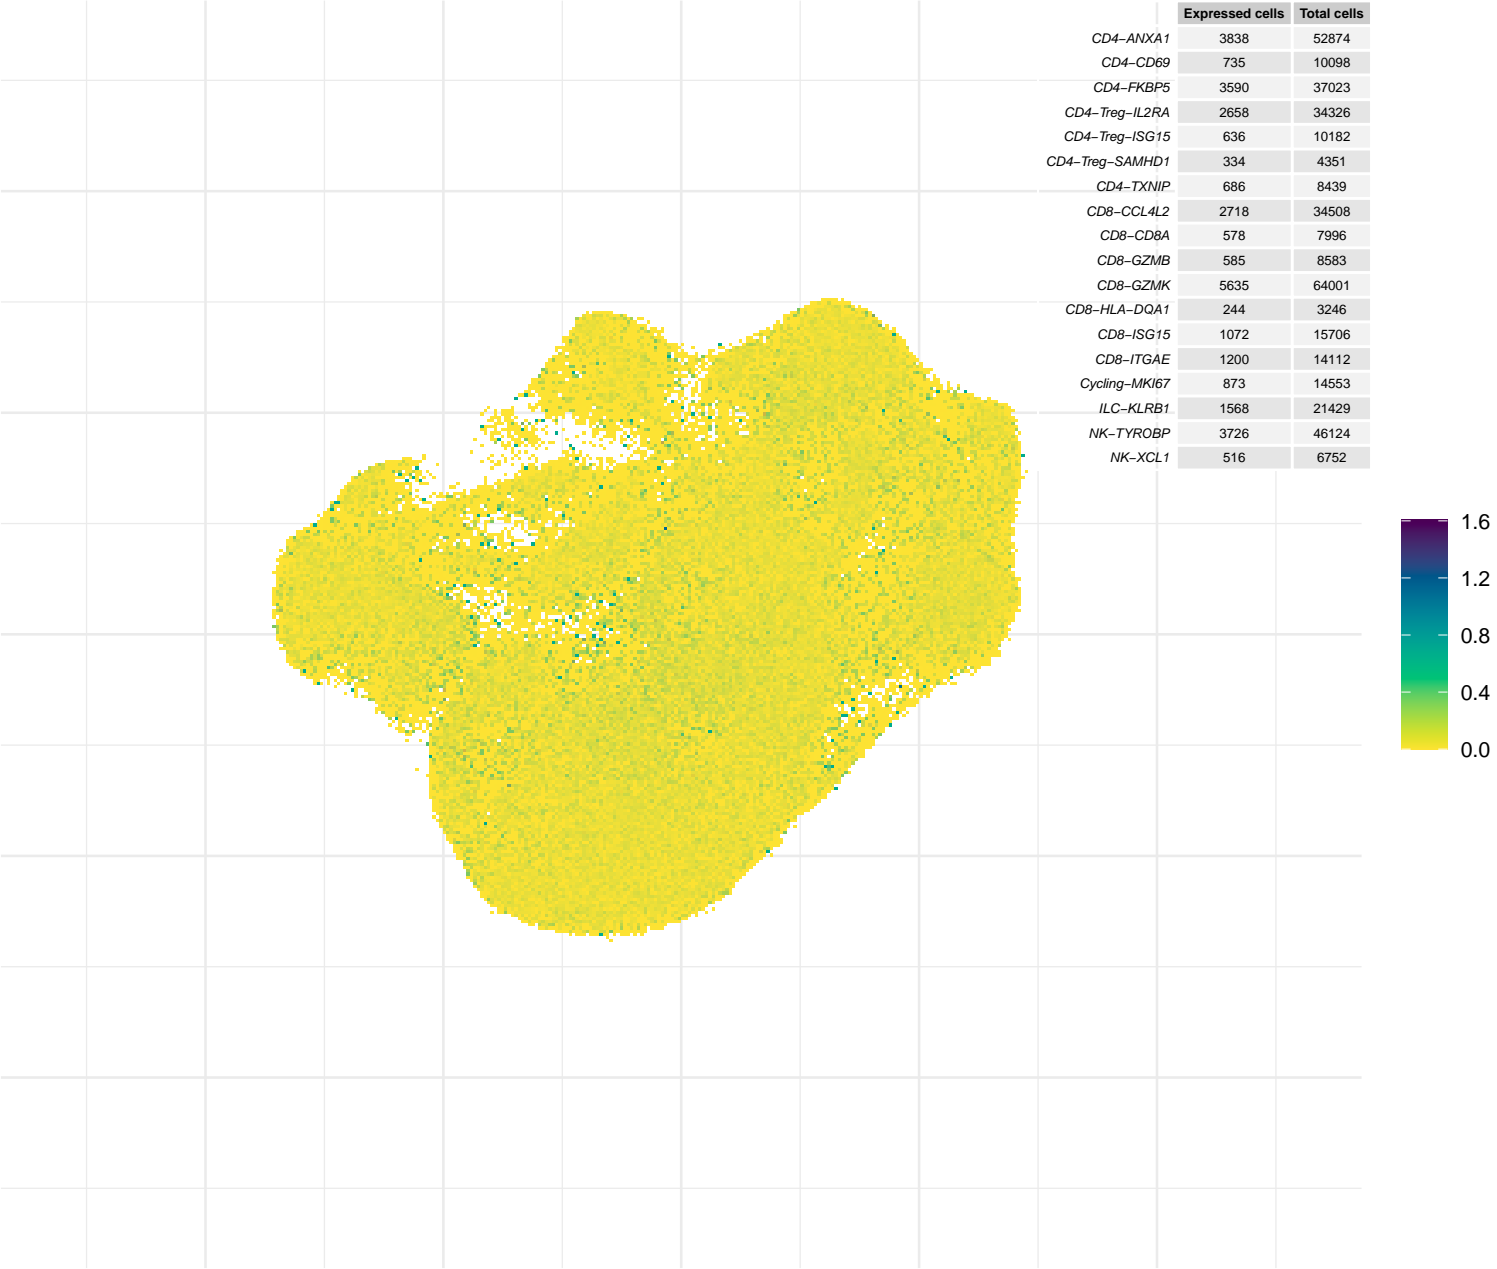 Expressed cells Total cells
CD4−ANXA1 3838 52874
CD4−CD69 735 10098
CD4−FKBP5 3590 37023
CD4−Treg−IL2RA 2658 34326
CD4−Treg−ISG15 636 10182
CD4−Treg−SAMHD1 334 4351
CD4−TXNIP 686 8439
CD8−CCL4L2 2718 34508
CD8−CD8A 578 7996
CD8−GZMB 585 8583
CD8−GZMK 5635 64001
CD8−HLA−DQA1 244 3246
CD8−ISG15 1072 15706
CD8−ITGAE 1200 14112
Cycling−MKI67 873 14553
ILC−KLRB1 1568 21429
NK−TYROBP 3726 46124
NK−XCL1 516 6752
1.6
1.2
0.8
0.4
0.0